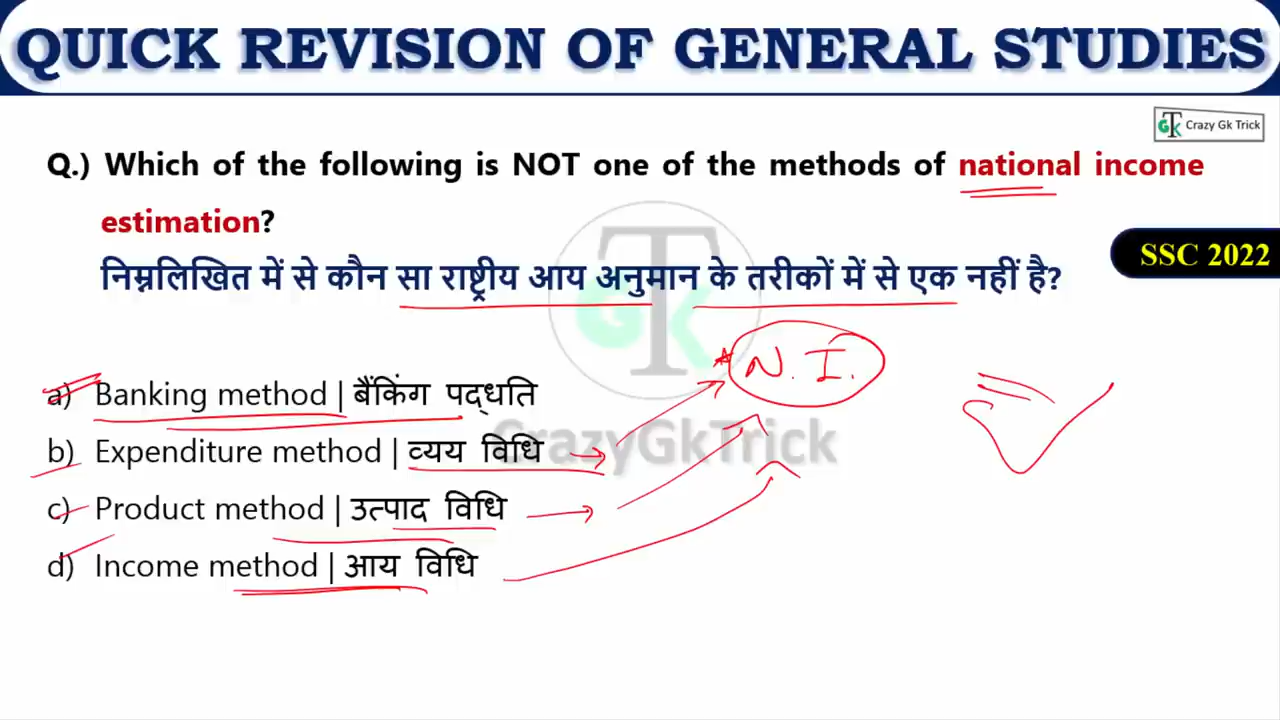 QUICK REVISION OF GENERAL STUDIES
GK Crazy Gk Trick
Q.) Which of the following is NOT one of the methods of national income
estimation?
SSC 2022
निम्नलिखित में से कौन सा राष्ट्रीय आय अनुमान के तरीकों में से एक नहीं है?
N. I.
a) Banking method | बैंकिंग पद्धति
b) Expenditure method | व्यय विधि
CrazyGkTrick
c) Product method | उत्पाद विधि
d) Income method | आय विधि